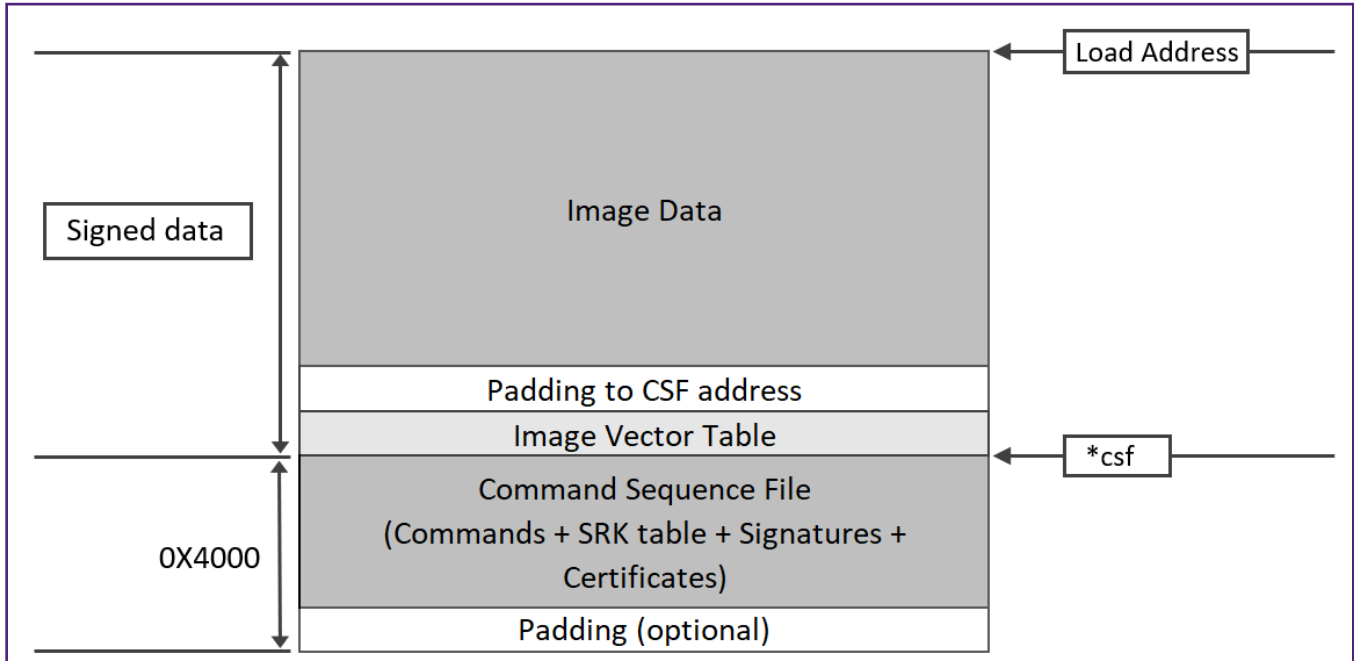 Load Address
Image Data
Signed data
Padding to CSF address
Image Vector Table
*csf
Command Sequence File
(Commands + SRK table + Signatures +
Certificates)
0X4000
Padding (optional)